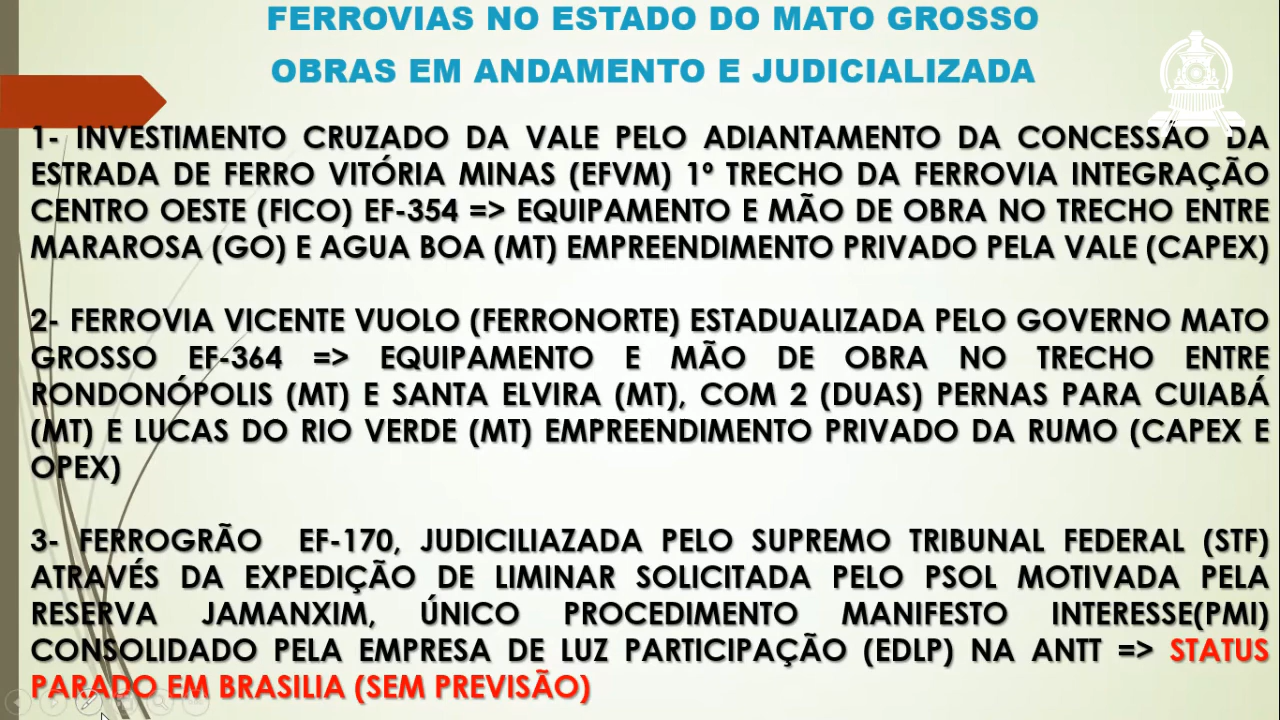 FERROVIAS NO ESTADO DO MATO GROSSO
OBRAS EM ANDAMENTO E JUDICIALIZADA
1- INVESTIMENTO CRUZADO DA VALE PELO ADIANTAMENTO DA CONCESSÃO DA
ESTRADA DE FERRO VITÓRIA MINAS (EFVM) 1º TRECHO DA FERROVIA INTEGRAÇÃO
CENTRO OESTE (FICO) EF-354 => EQUIPAMENTO E MÃO DE OBRA NO TRECHO ENTRE
MARAROSA (GO) E AGUA BOA (MT) EMPREENDIMENTO PRIVADO PELA VALE (CAPEX)
2- FERROVIA VICENTE VUOLO (FERRONORTE) ESTADUALIZADA PELO GOVERNO MATO
GROSSO EF-364 => EQUIPAMENTO E MÃO DE OBRA NO TRECHO ENTRE
RONDONÓPOLIS (MT) E SANTA ELVIRA (MT), COM 2 (DUAS) PERNAS PARA CUIABÁ
(MT) E LUCAS DO RIO VERDE (MT) EMPREENDIMENTO PRIVADO DA RUMO (CAPEX E
OPEX)
3- FERROGRÃO EF-170, JUDICILIAZADA PELO SUPREMO TRIBUNAL FEDERAL (STF)
ATRAVÉS DA EXPEDIÇÃO DE LIMINAR SOLICITADA PELO PSOL MOTIVADA PELA
RESERVA JAMANXIM, ÚNICO PROCEDIMENTO MANIFESTO INTERESSE(PMI)
CONSOLIDADO PELA EMPRESA DE LUZ PARTICIPAÇÃO (EDLP) NA ANTT => STATUS
PARADO EM BRASILIA (SEM PREVISÃO)